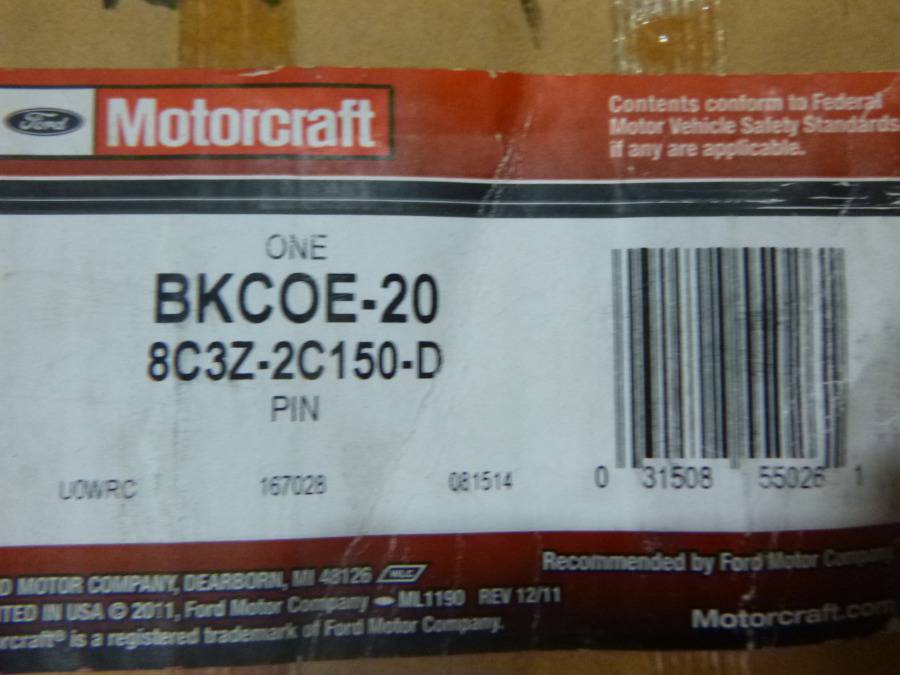 Ford Motorcraft
Contents conform to Federal
Motor Vehicle Safety Standards
if any are applicable.
ONE
BKCOE-20
8C3Z-2C150-D
PIN
U0WRC 167028 081514
0 31508 55026 1
D MOTOR COMPANY, DEARBORN, MI 48126
TED IN USA © 2011, Ford Motor Company ML1190 REV 12/11
rcraft® is a registered trademark of Ford Motor Company.
Recommended by Ford Motor Company
Motorcraft.com